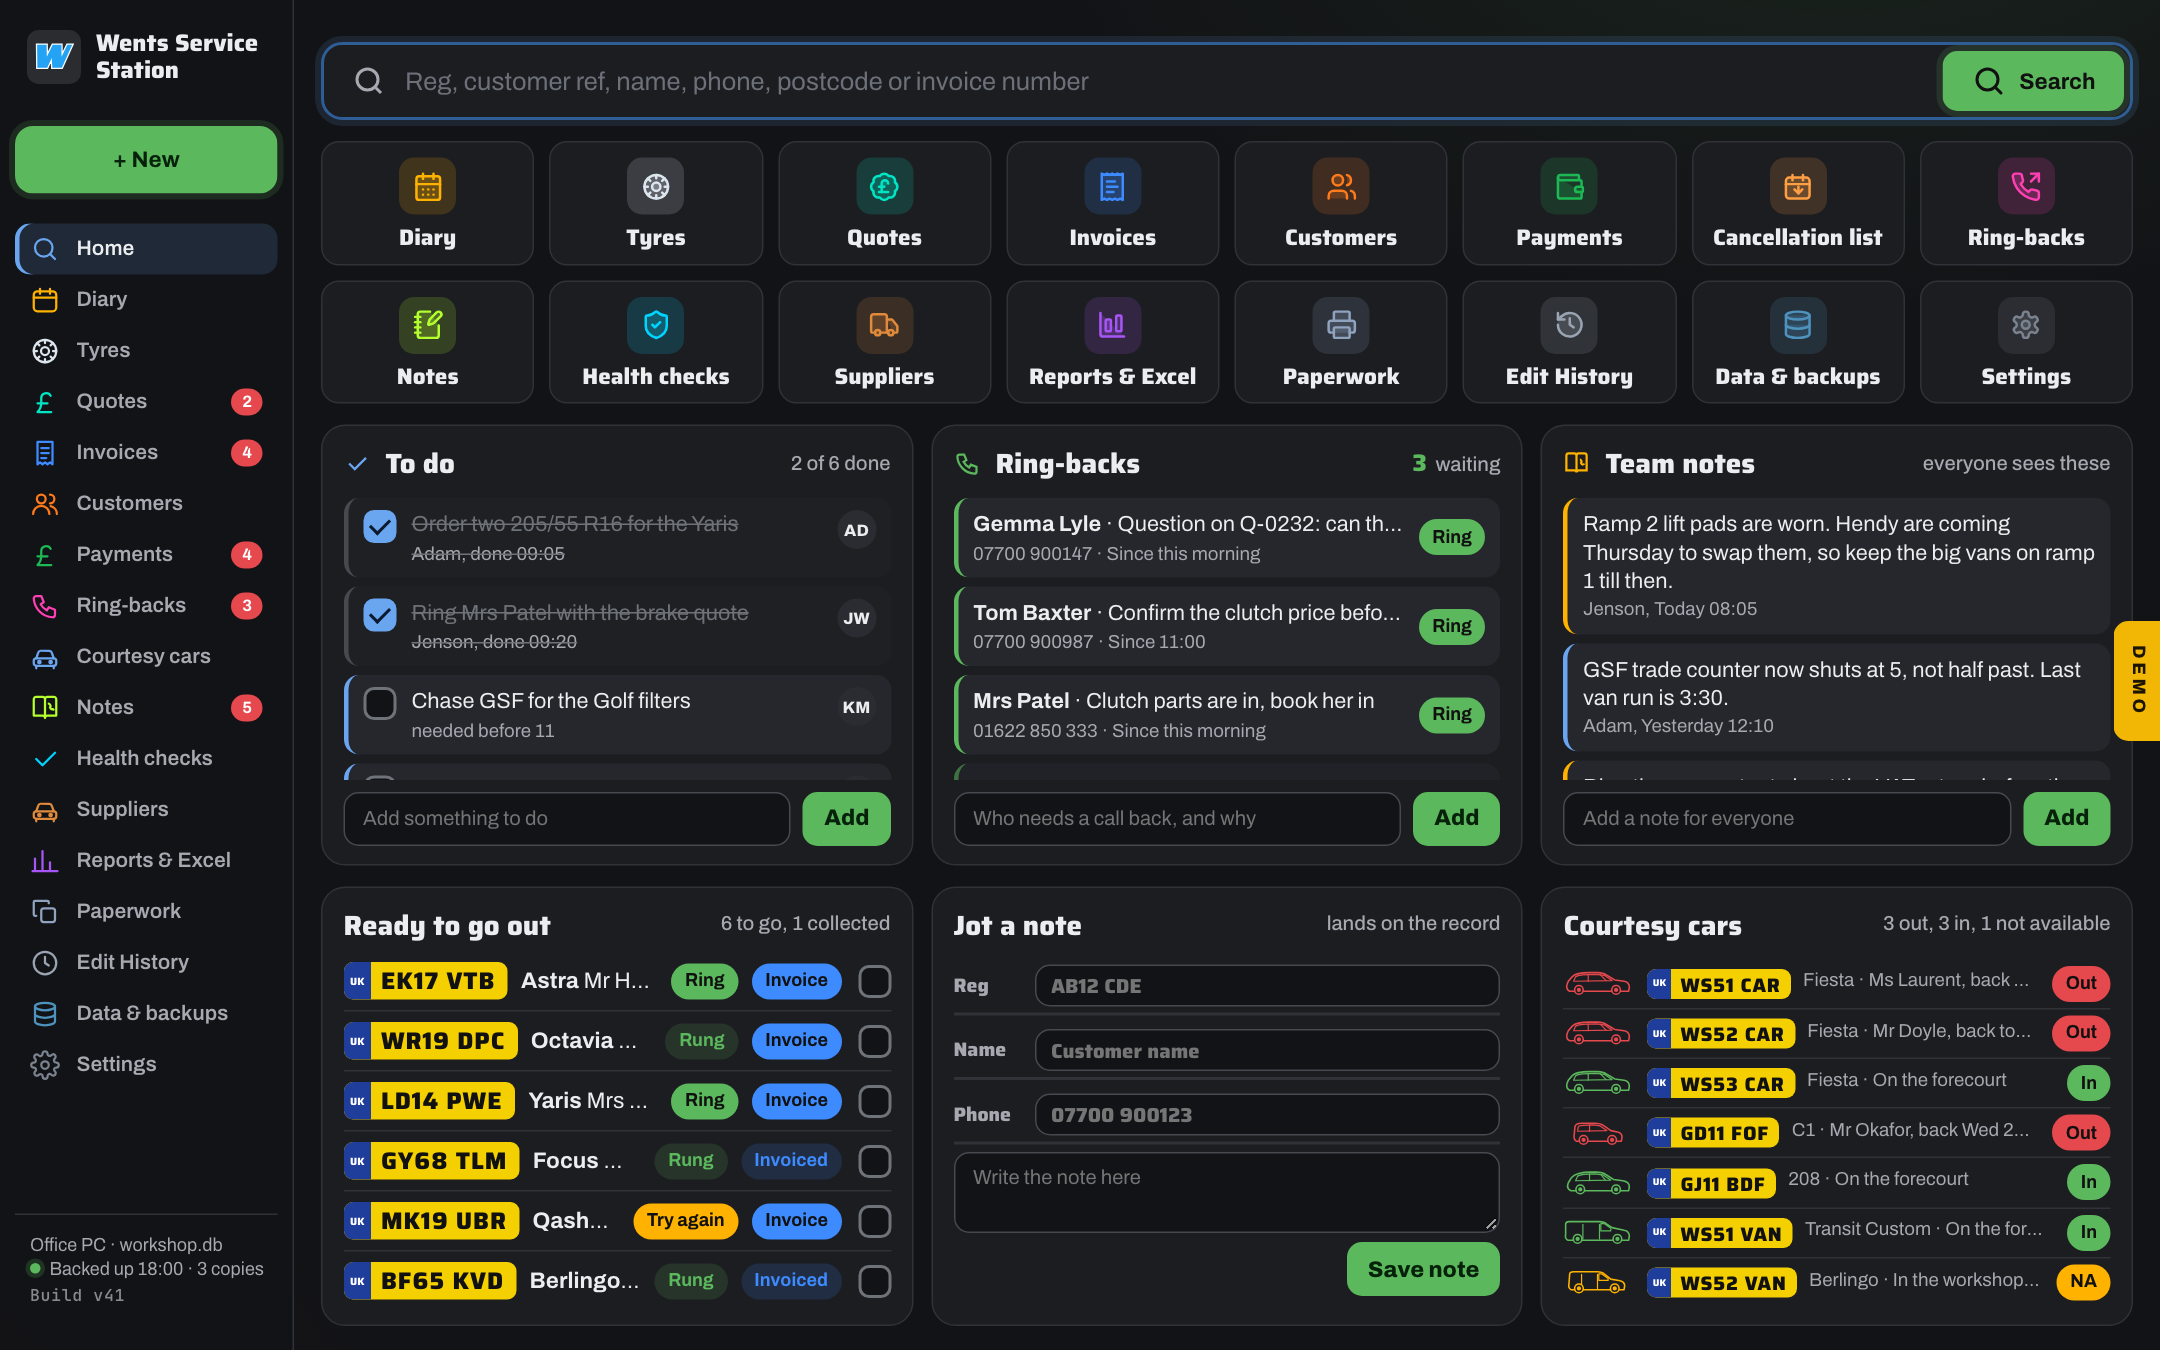 Wents Service
Station
+ New
Home
Diary
Tyres
Quotes 2
Invoices 4
Customers
Payments 4
Ring-backs 3
Courtesy cars
Notes 5
Health checks
Suppliers
Reports & Excel
Paperwork
Edit History
Data & backups
Settings
Office PC · workshop.db
Backed up 18:00 · 3 copies
Build v41
Reg, customer ref, name, phone, postcode or invoice number
Search
Diary
Tyres
Quotes
Invoices
Customers
Payments
Cancellation list
Ring-backs
Notes
Health checks
Suppliers
Reports & Excel
Paperwork
Edit History
Data & backups
Settings
To do
2 of 6 done
Order two 205/55 R16 for the Yaris
Adam, done 09:05
AD
Ring Mrs Patel with the brake quote
Jenson, done 09:20
JW
Chase GSF for the Golf filters
needed before 11
KM
Add something to do
Add
Ring-backs
3 waiting
Gemma Lyle · Question on Q-0232: can th...
07700 900147 · Since this morning
Ring
Tom Baxter · Confirm the clutch price befo...
07700 900987 · Since 11:00
Ring
Mrs Patel · Clutch parts are in, book her in
01622 850 333 · Since this morning
Ring
Who needs a call back, and why
Add
Team notes
everyone sees these
Ramp 2 lift pads are worn. Hendy are coming
Thursday to swap them, so keep the big vans on ramp
1 till then.
Jenson, Today 08:05
GSF trade counter now shuts at 5, not half past. Last
van run is 3:30.
Adam, Yesterday 12:10
Add a note for everyone
Add
DEMO
Ready to go out
6 to go, 1 collected
UK EK17 VTB Astra Mr H... Ring Invoice
UK WR19 DPC Octavia ... Rung Invoice
UK LD14 PWE Yaris Mrs ... Ring Invoice
UK GY68 TLM Focus ... Rung Invoiced
UK MK19 UBR Qash... Try again Invoice
UK BF65 KVD Berlingo... Rung Invoiced
Jot a note
lands on the record
Reg AB12 CDE
Name Customer name
Phone 07700 900123
Write the note here
Save note
Courtesy cars
3 out, 3 in, 1 not available
UK WS51 CAR Fiesta · Ms Laurent, back ... Out
UK WS52 CAR Fiesta · Mr Doyle, back to... Out
UK WS53 CAR Fiesta · On the forecourt In
UK GD11 FOF C1 · Mr Okafor, back Wed 2... Out
UK GJ11 BDF 208 · On the forecourt In
UK WS51 VAN Transit Custom · On the for... In
UK WS52 VAN Berlingo · In the workshop... NA